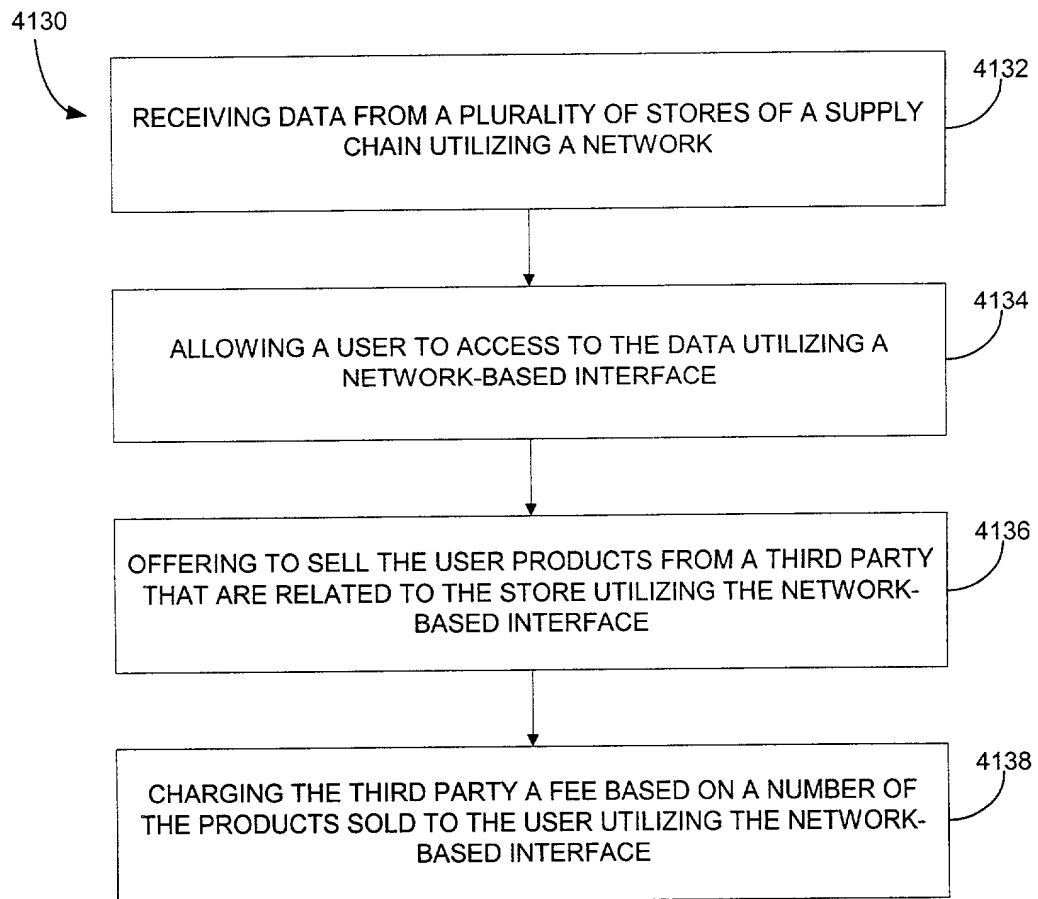 4130
4132
RECEIVING DATA FROM A PLURALITY OF STORES OF A SUPPLY
CHAIN UTILIZING A NETWORK
4134
ALLOWING A USER TO ACCESS TO THE DATA UTILIZING A
NETWORK-BASED INTERFACE
4136
OFFERING TO SELL THE USER PRODUCTS FROM A THIRD PARTY
THAT ARE RELATED TO THE STORE UTILIZING THE NETWORK-
BASED INTERFACE
4138
CHARGING THE THIRD PARTY A FEE BASED ON A NUMBER OF
THE PRODUCTS SOLD TO THE USER UTILIZING THE NETWORK-
BASED INTERFACE